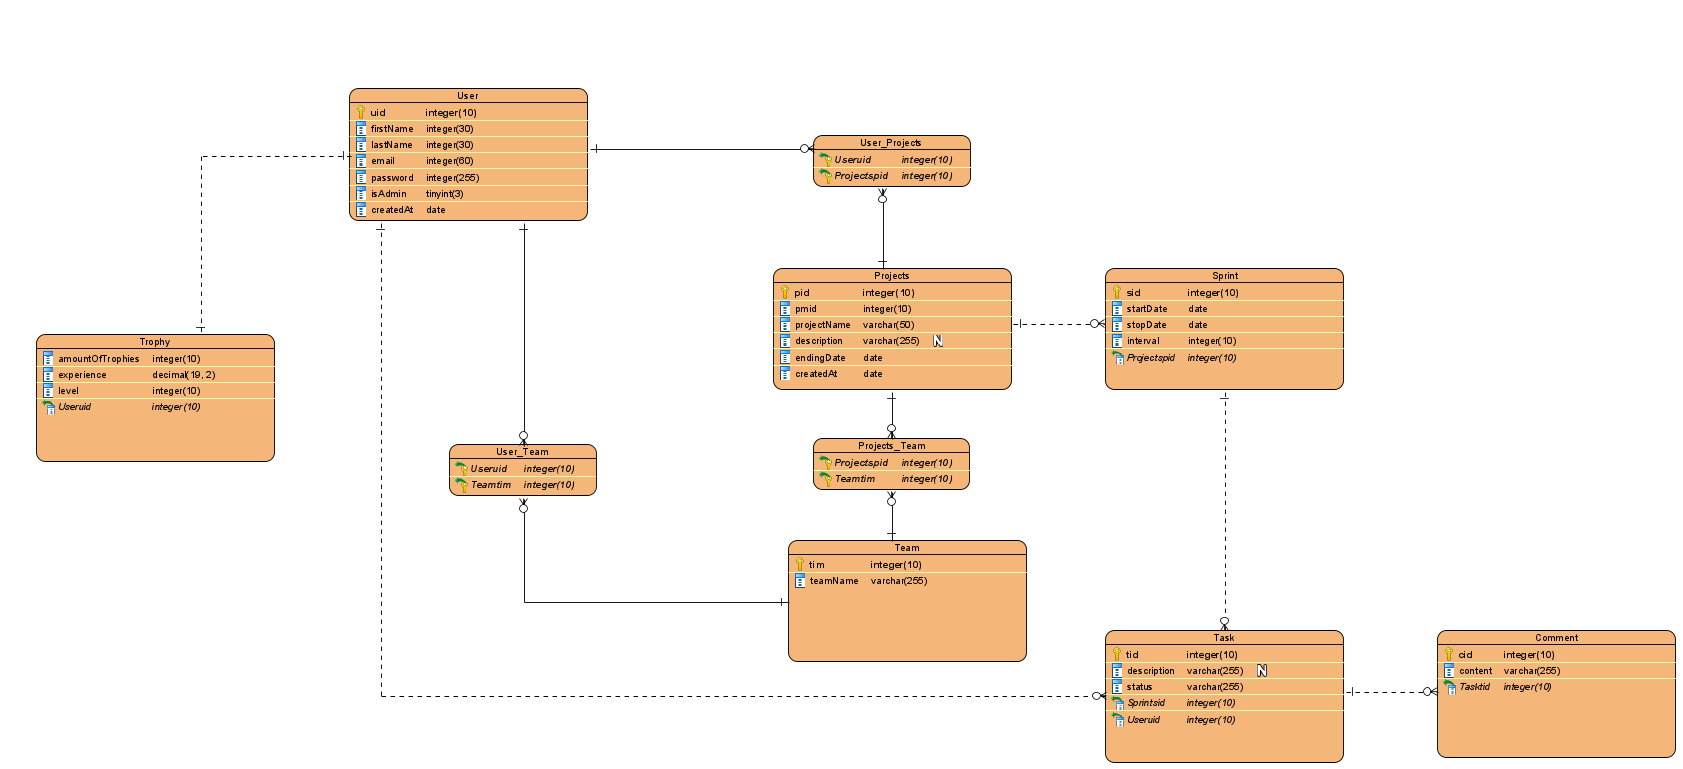 User
uid integer(10)
firstName integer(30)
lastName integer(30)
email integer(60)
password integer(255)
isAdmin tinyint(3)
createdAt date
User_Projects
Useruid integer(10)
Projectspid integer(10)
Projects
pid integer(10)
pmid integer(10)
projectName varchar(50)
description varchar(255) N
endingDate date
createdAt date
Sprint
sid integer(10)
startDate date
stopDate date
interval integer(10)
Projectspid integer(10)
Trophy
amountOfTrophies integer(10)
experience decimal(19, 2)
level integer(10)
Useruid integer(10)
User_Team
Useruid integer(10)
Teamtim integer(10)
Projects_Team
Projectspid integer(10)
Teamtim integer(10)
Team
tim integer(10)
teamName varchar(255)
Task
tid integer(10)
description varchar(255) N
status varchar(255)
Sprintsid integer(10)
Useruid integer(10)
Comment
cid integer(10)
content varchar(255)
Tasktid integer(10)